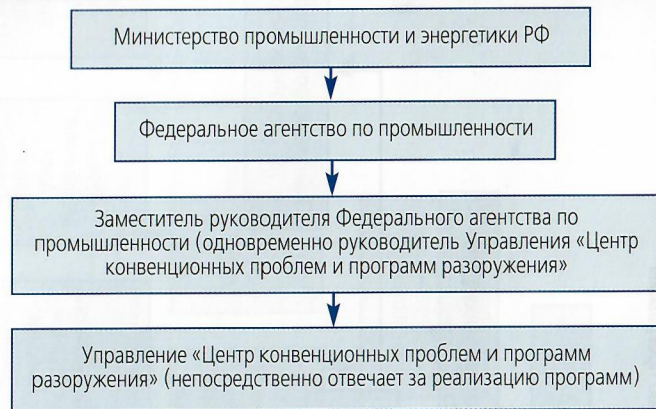 Министерство промышленности и энергетики РФ
Федеральное агентство по промышленности
Заместитель руководителя Федерального агентства по
промышленности (одновременно руководитель Управления «Центр
конвенционных проблем и программ разоружения»
Управление «Центр конвенционных проблем и программ
разоружения» (непосредственно отвечает за реализацию программ)